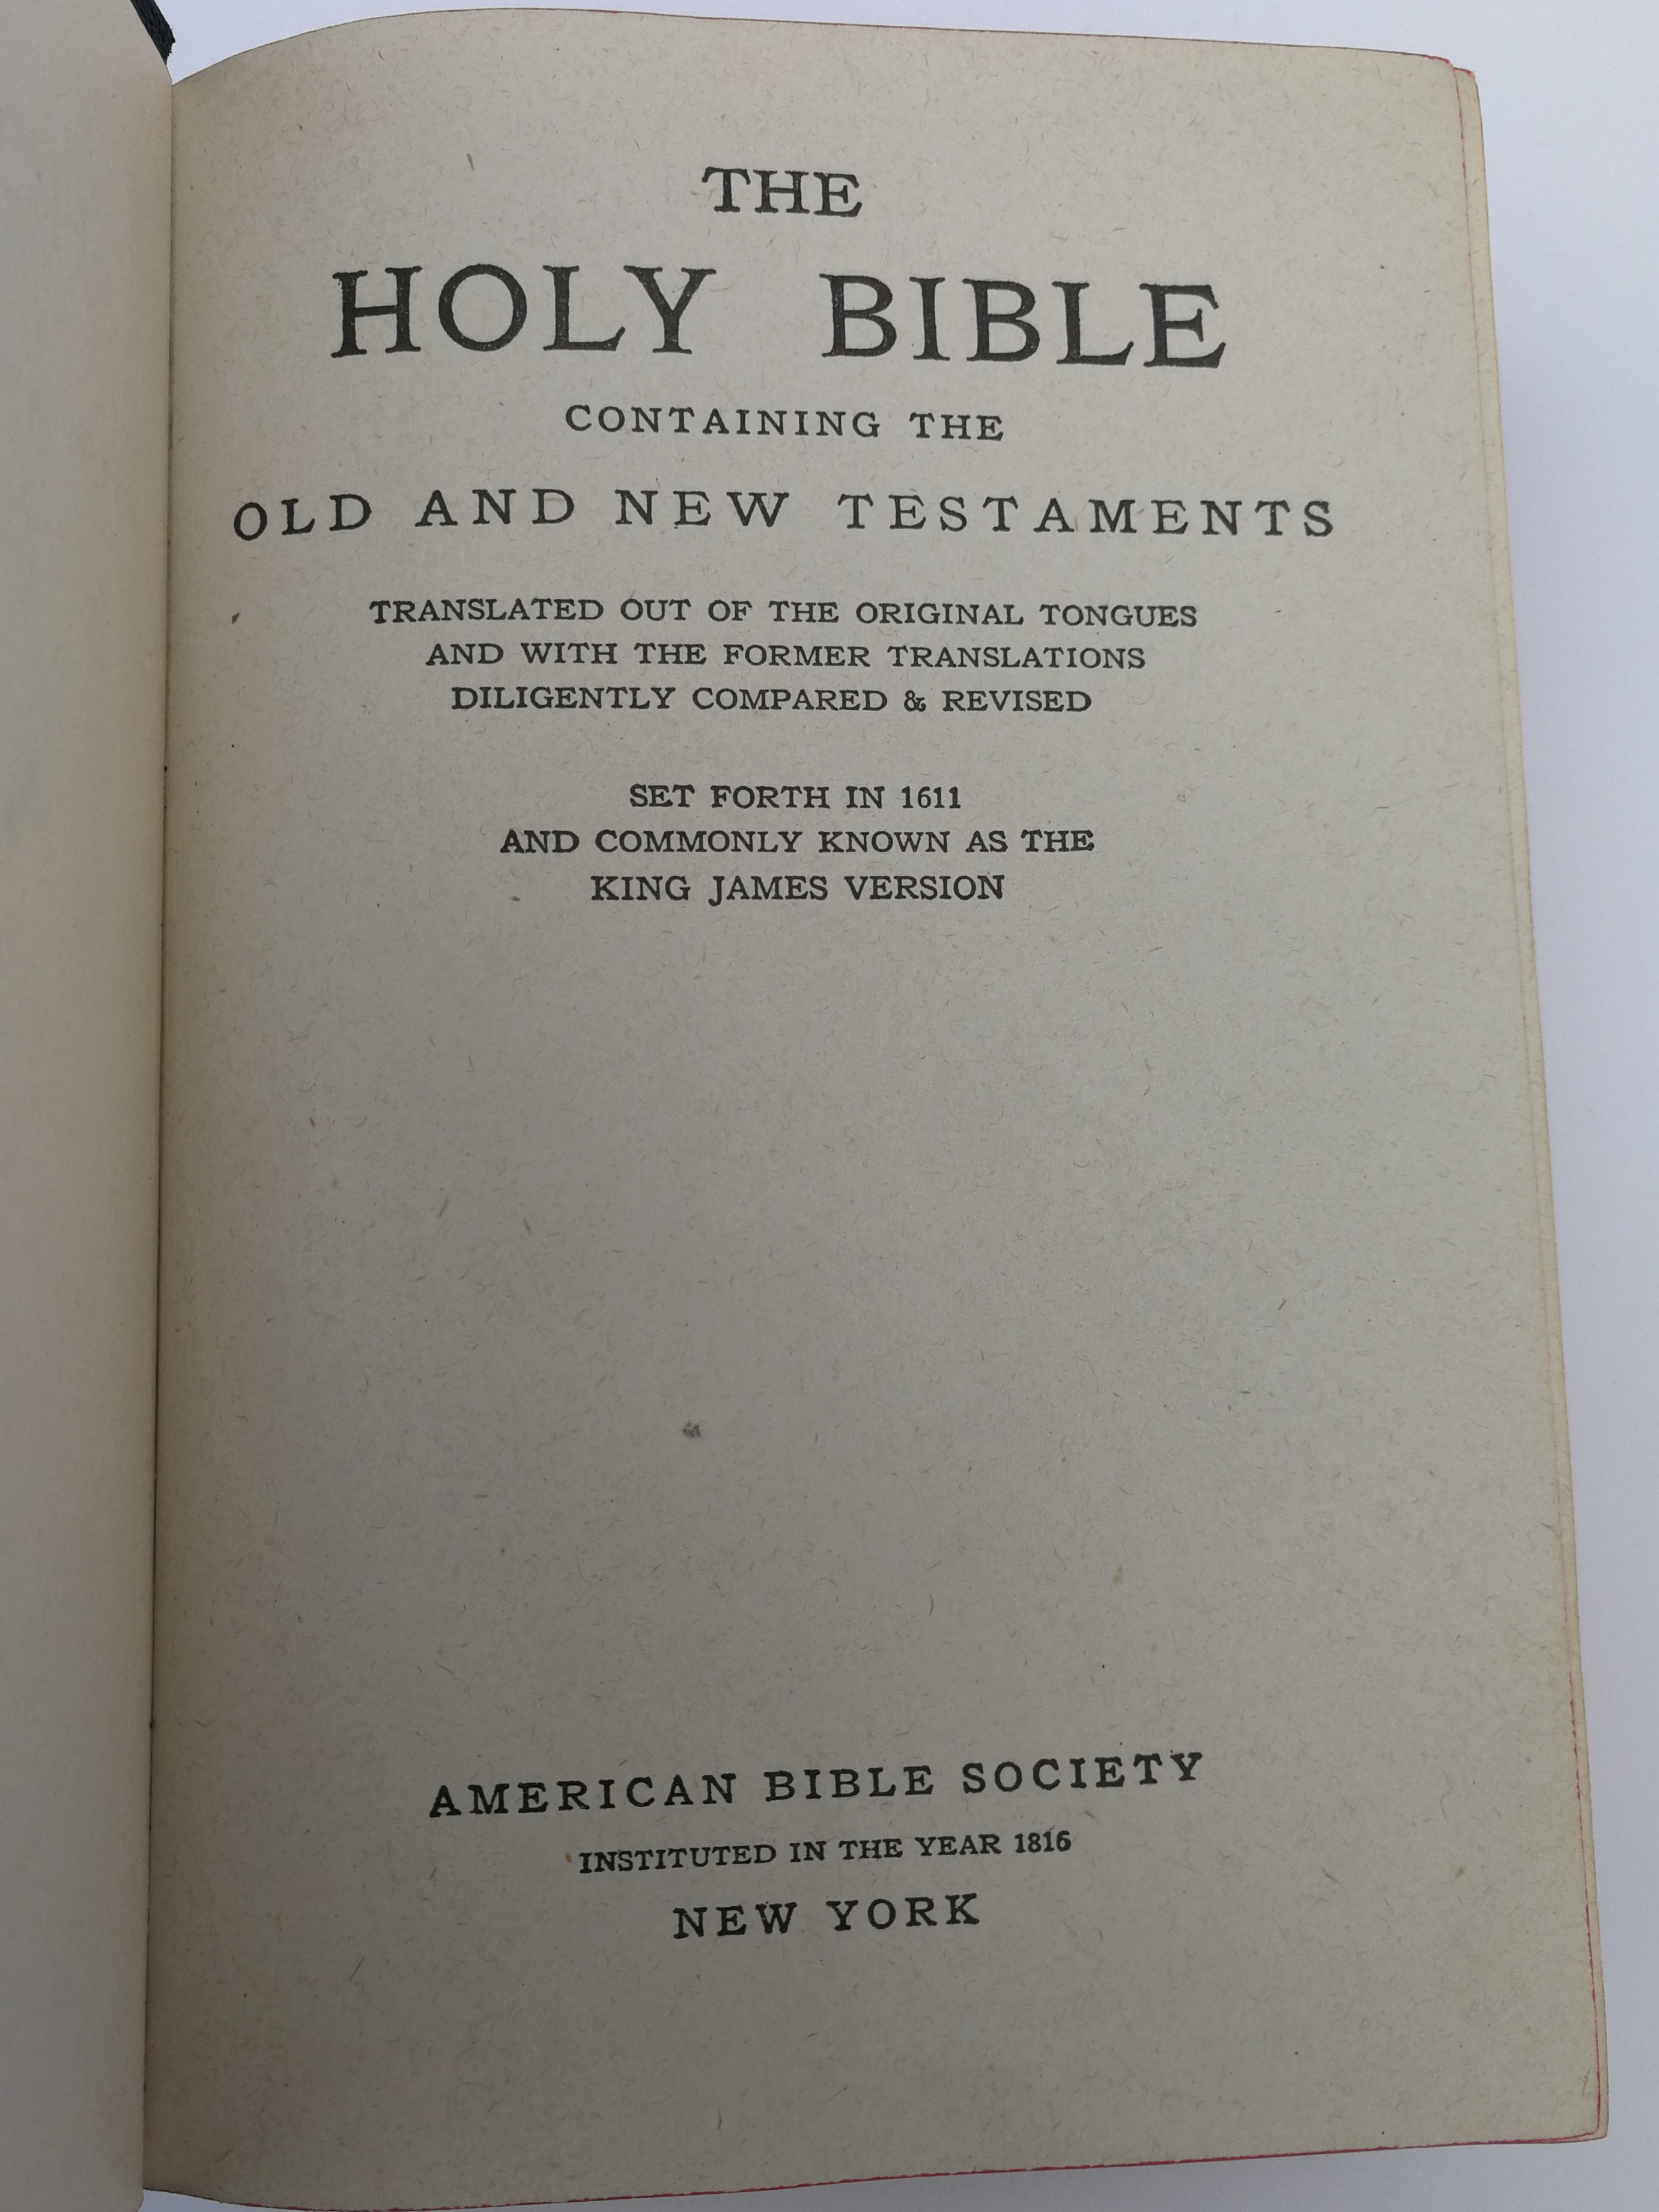 THE
HOLY BIBLE
CONTAINING THE
OLD AND NEW TESTAMENTS
TRANSLATED OUT OF THE ORIGINAL TONGUES
AND WITH THE FORMER TRANSLATIONS
DILIGENTLY COMPARED & REVISED
SET FORTH IN 1611
AND COMMONLY KNOWN AS THE
KING JAMES VERSION
AMERICAN BIBLE SOCIETY
INSTITUTED IN THE YEAR 1816
NEW YORK